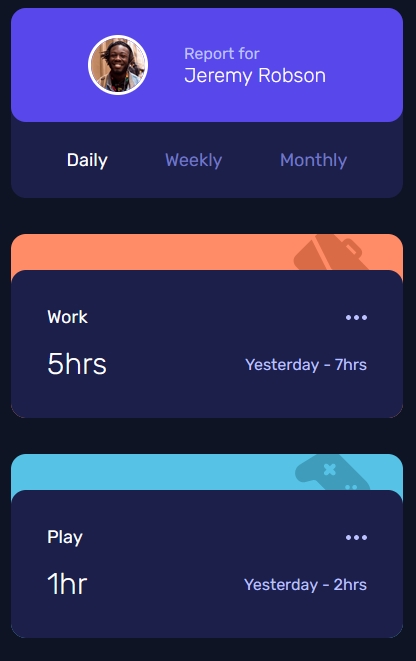 Report for
Jeremy Robson
Daily Weekly Monthly
Work
5hrs Yesterday - 7hrs
Play
1hr Yesterday - 2hrs